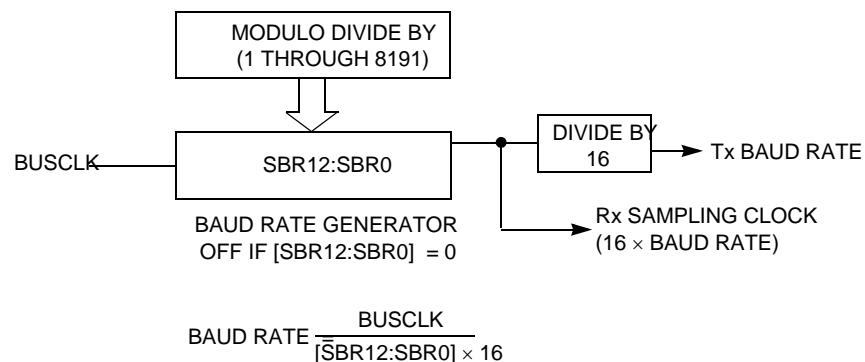 MODULO DIVIDE BY
(1 THROUGH 8191)
BUSCLK
SBR12:SBR0
DIVIDE BY
16
Tx BAUD RATE
BAUD RATE GENERATOR
OFF IF [SBR12:SBR0] = 0
Rx SAMPLING CLOCK
(16 × BAUD RATE)
BAUD RATE =
BUSCLK
[SBR12:SBR0] × 16